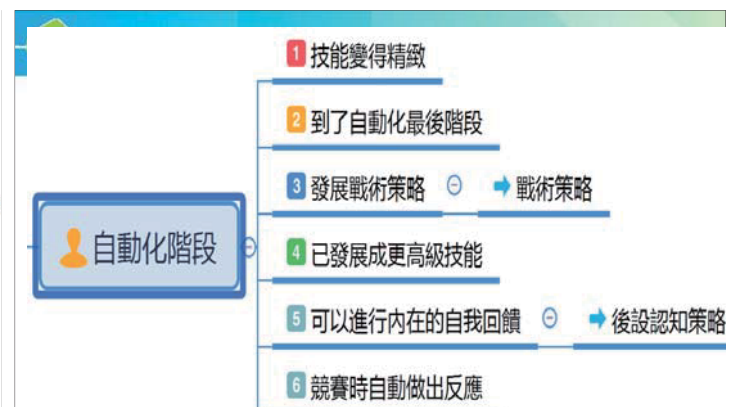 1 技能變得精緻
2 到了自動化最後階段
3 發展戰術策略 戰術策略
自動化階段
4 已發展成更高級技能
5 可以進行內在的自我回饋 後設認知策略
6 競賽時自動做出反應